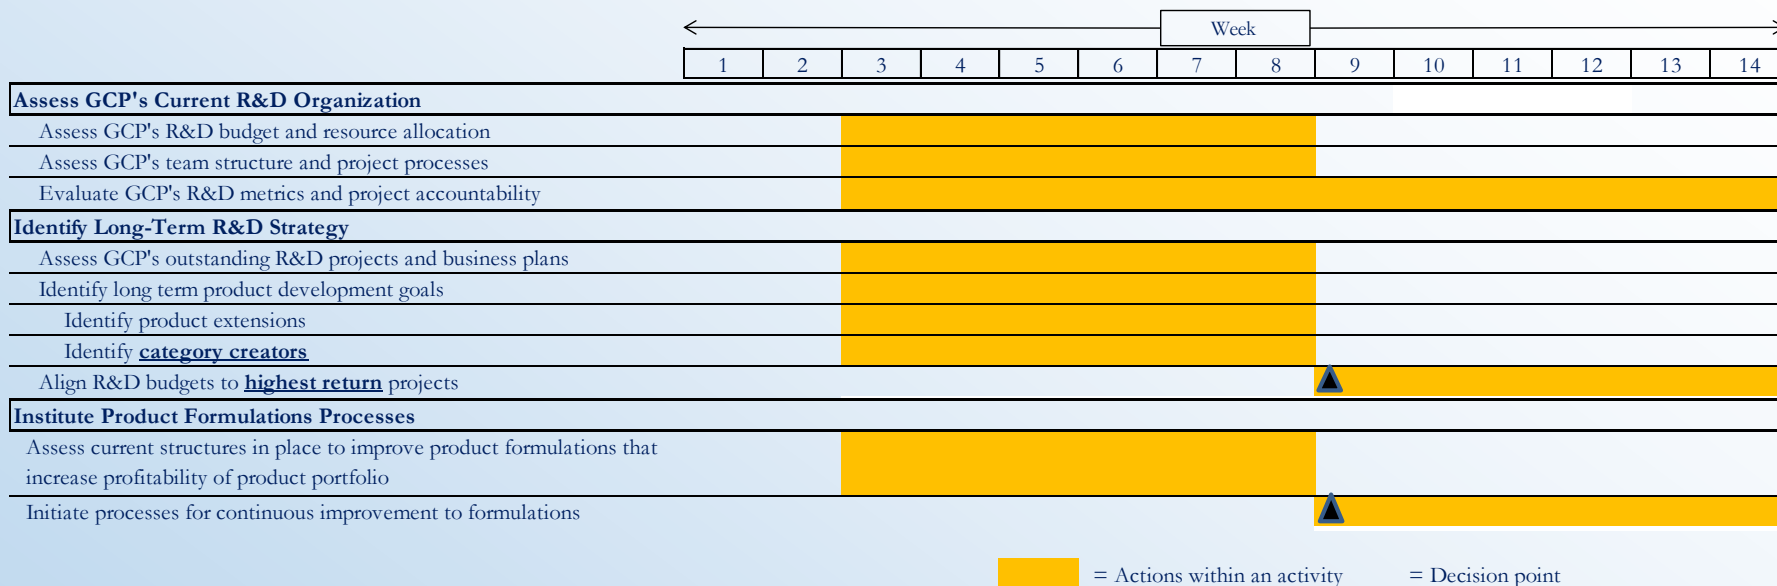 Week
1 2 3 4 5 6 7 8 9 10 11 12 13 14
Assess GCP's Current R&D Organization
Assess GCP's R&D budget and resource allocation
Assess GCP's team structure and project processes
Evaluate GCP's R&D metrics and project accountability
Identify Long-Term R&D Strategy
Assess GCP's outstanding R&D projects and business plans
Identify long term product development goals
Identify product extensions
Identify category creators
Align R&D budgets to highest return projects
Institute Product Formulations Processes
Assess current structures in place to improve product formulations that
increase profitability of product portfolio
Initiate processes for continuous improvement to formulations
= Actions within an activity = Decision point